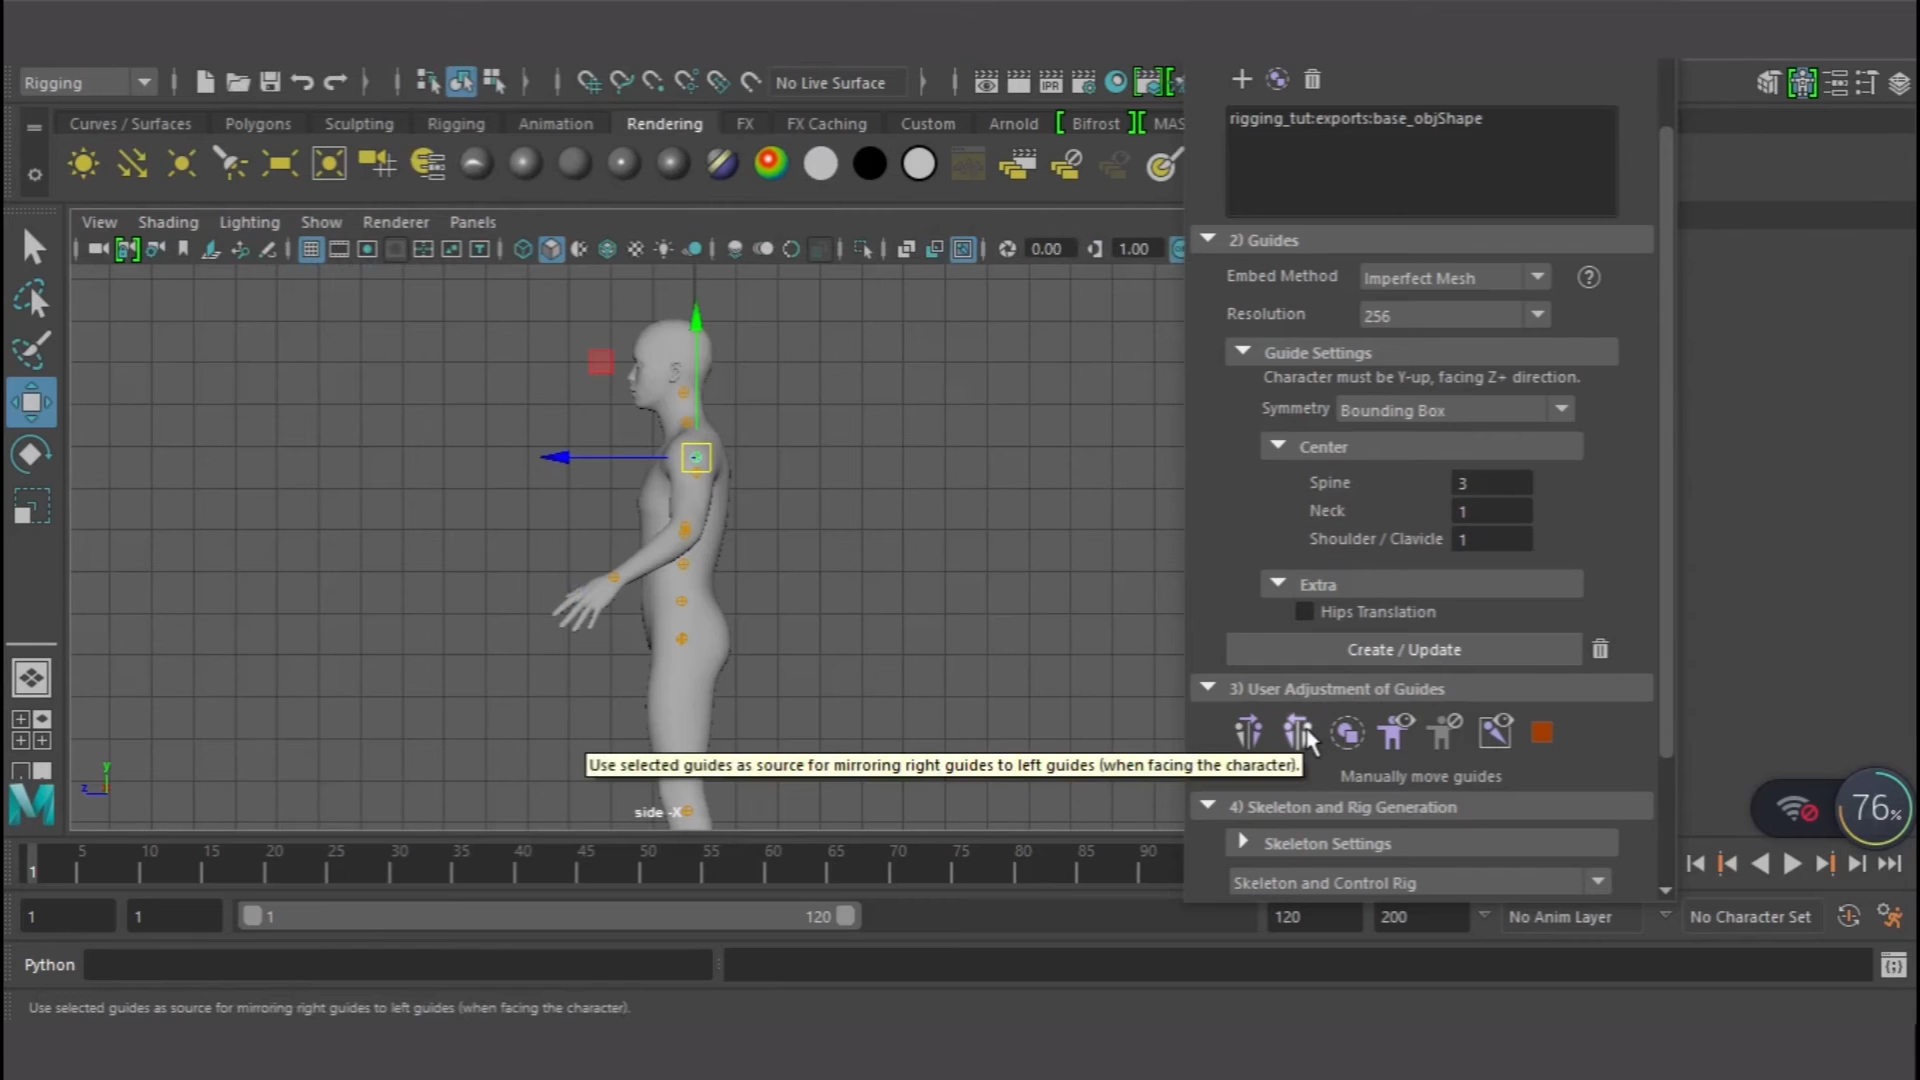 Rigging
No Live Surface
IPR
Curves / Surfaces
Polygons
Sculpting
Rigging
Animation
Rendering
FX
FX Caching
Custom
Arnold
Bifrost
MAS
View
Shading
Lighting
Show
Renderer
Panels
0.00
1.00
side -X
y
z
rigging_tut:exports:base_objShape
2) Guides
Embed Method
Imperfect Mesh
Resolution
256
Guide Settings
Character must be Y-up, facing Z+ direction.
Symmetry
Bounding Box
Center
Spine
3
Neck
1
Shoulder / Clavicle
1
Extra
Hips Translation
Create / Update
3) User Adjustment of Guides
Use selected guides as source for mirroring right guides to left guides (when facing the character).
Manually move guides
4) Skeleton and Rig Generation
Skeleton Settings
Skeleton and Control Rig
76%
5 10 15 20 25 30 35 40 45 50 55 60 65 70 75 80 85 90
1
1
1
1
120
120
200
No Anim Layer
No Character Set
Python
Use selected guides as source for mirroring right guides to left guides (when facing the character).